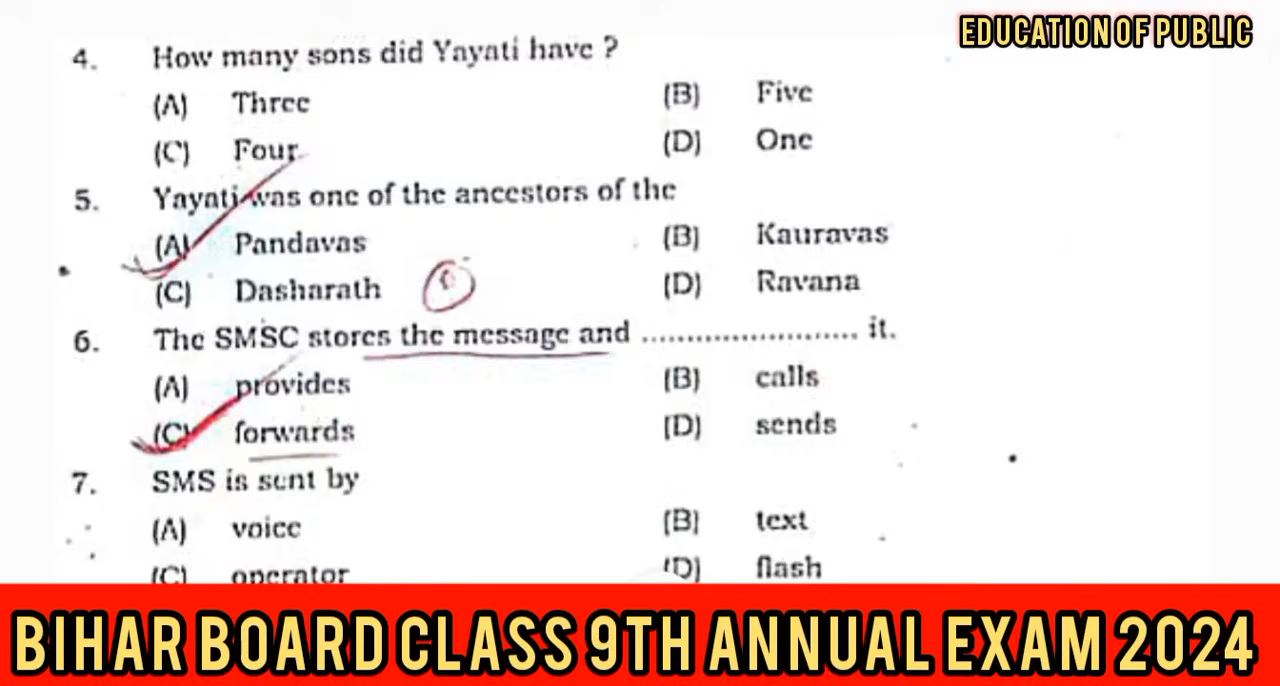 EDUCATION OF PUBLIC
4. How many sons did Yayati have ?
(A) Three (B) Five
(C) Four (D) One
5. Yayati was one of the ancestors of the
(A) Pandavas (B) Kauravas
(C) Dasharath (D) Ravana
6. The SMSC stores the message and ........................ it.
(A) provides (B) calls
(C) forwards (D) sends
7. SMS is sent by
(A) voice (B) text
(C) operator (D) flash
BIHAR BOARD CLASS 9TH ANNUAL EXAM 2024